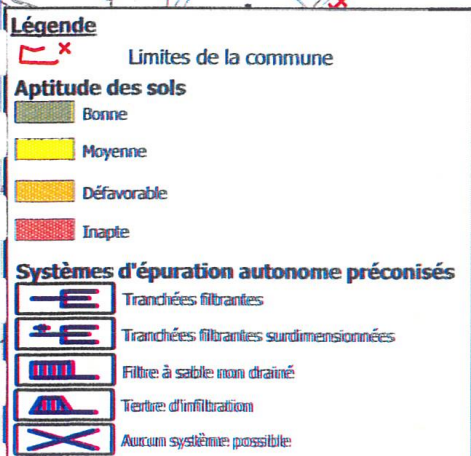 Légende
Limites de la commune
Aptitude des sols
Bonne
Moyenne
Défavorable
Inapte
Systèmes d'épuration autonome préconisés
Tranchées filtrantes
Tranchées filtrantes surdimensionnées
Filtre à sable non drainé
Tertre d'infiltration
Aucun système possible